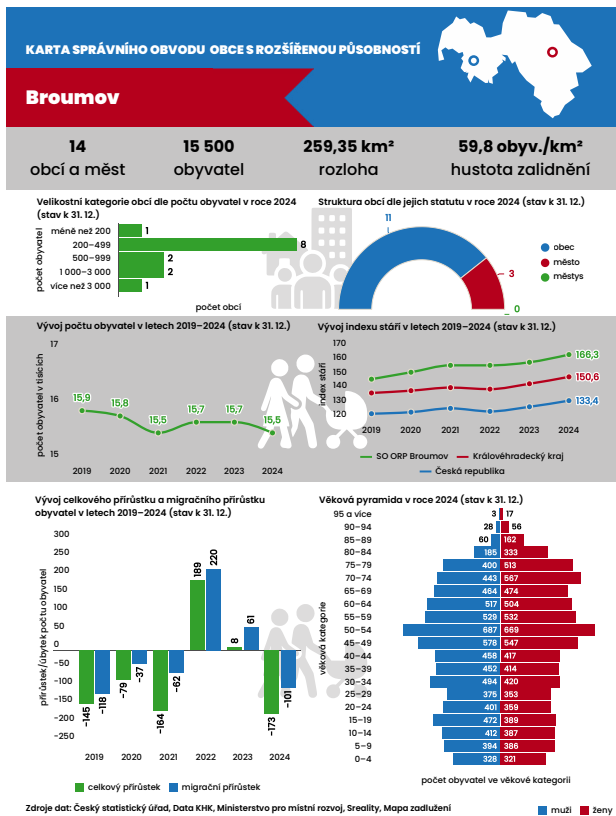 KARTA SPRÁVNÍHO OBVODU OBCE S ROZŠÍŘENOU PŮSOBNOSTÍ
Broumov
14
obcí a měst
15 500
obyvatel
259,35 km²
rozloha
59,8 obyv./km²
hustota zalidnění
Velikostní kategorie obcí dle počtu obyvatel v roce 2024
(stav k 31. 12.)
počet obyvatel
méně než 200 1
200–499 8
500–999 2
1 000–3 000 2
více než 3 000 1
počet obcí
Struktura obcí dle jejich statutu v roce 2024 (stav k 31. 12.)
11
3
0
obec
město
městys
Vývoj počtu obyvatel v letech 2019–2024 (stav k 31. 12.)
počet obyvatel v tisících
17
16
15
15,9 15,8 15,5 15,7 15,7 15,5
2019 2020 2021 2022 2023 2024
Vývoj indexu stáří v letech 2019–2024 (stav k 31. 12.)
index stáří
170
160
150
140
130
120
166,3
150,6
133,4
2019 2020 2021 2022 2023 2024
SO ORP Broumov Královéhradecký kraj
Česká republika
Vývoj celkového přírůstku a migračního přírůstku
obyvatel v letech 2019–2024 (stav k 31. 12.)
přírůstek/úbytek počtu obyvatel
300
250
200
150
100
50
0
−50
−100
−150
−200
−250
−145 −118 −79 −37 −164 −62 189 220 8 61 −173 −101
2019 2020 2021 2022 2023 2024
celkový přírůstek migrační přírůstek
Věková pyramida v roce 2024 (stav k 31. 12.)
věková kategorie
95 a více 3 17
90–94 28 56
85–89 60 162
80–84 185 333
75–79 400 513
70–74 443 567
65–69 464 474
60–64 517 504
55–59 529 532
50–54 687 669
45–49 578 547
40–44 458 417
35–39 452 414
30–34 494 420
25–29 375 353
20–24 401 359
15–19 472 389
10–14 412 387
5–9 394 386
0–4 328 321
počet obyvatel ve věkové kategorii
muži ženy
Zdroje dat: Český statistický úřad, Data KHK, Ministerstvo pro místní rozvoj, Sreality, Mapa zadlužení